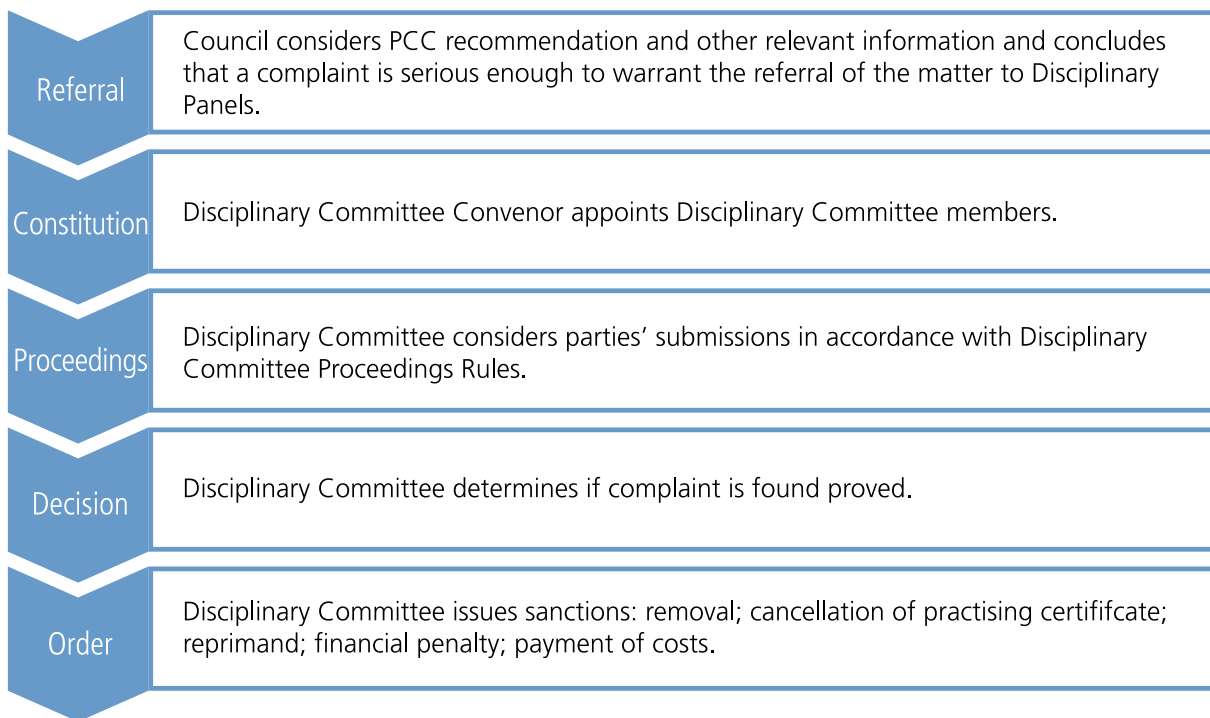 Referral
Council considers PCC recommendation and other relevant information and concludes
that a complaint is serious enough to warrant the referral of the matter to Disciplinary
Panels.
Constitution
Disciplinary Committee Convenor appoints Disciplinary Committee members.
Proceedings
Disciplinary Committee considers parties’ submissions in accordance with Disciplinary
Committee Proceedings Rules.
Decision
Disciplinary Committee determines if complaint is found proved.
Order
Disciplinary Committee issues sanctions: removal; cancellation of practising certififcate;
reprimand; financial penalty; payment of costs.